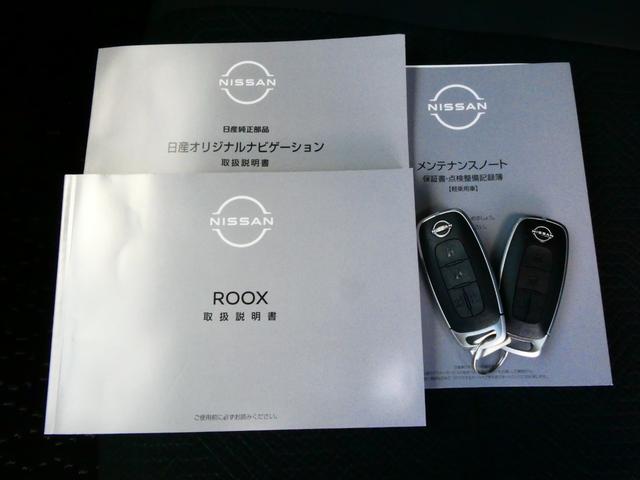 NISSAN
日産純正部品
日産オリジナルナビゲーション
取扱説明書
NISSAN
メンテナンスノート
保証書・点検整備記録簿
【軽乗用車】
NISSAN
ROOX
取扱説明書
ご使用前に必ずお読みください。